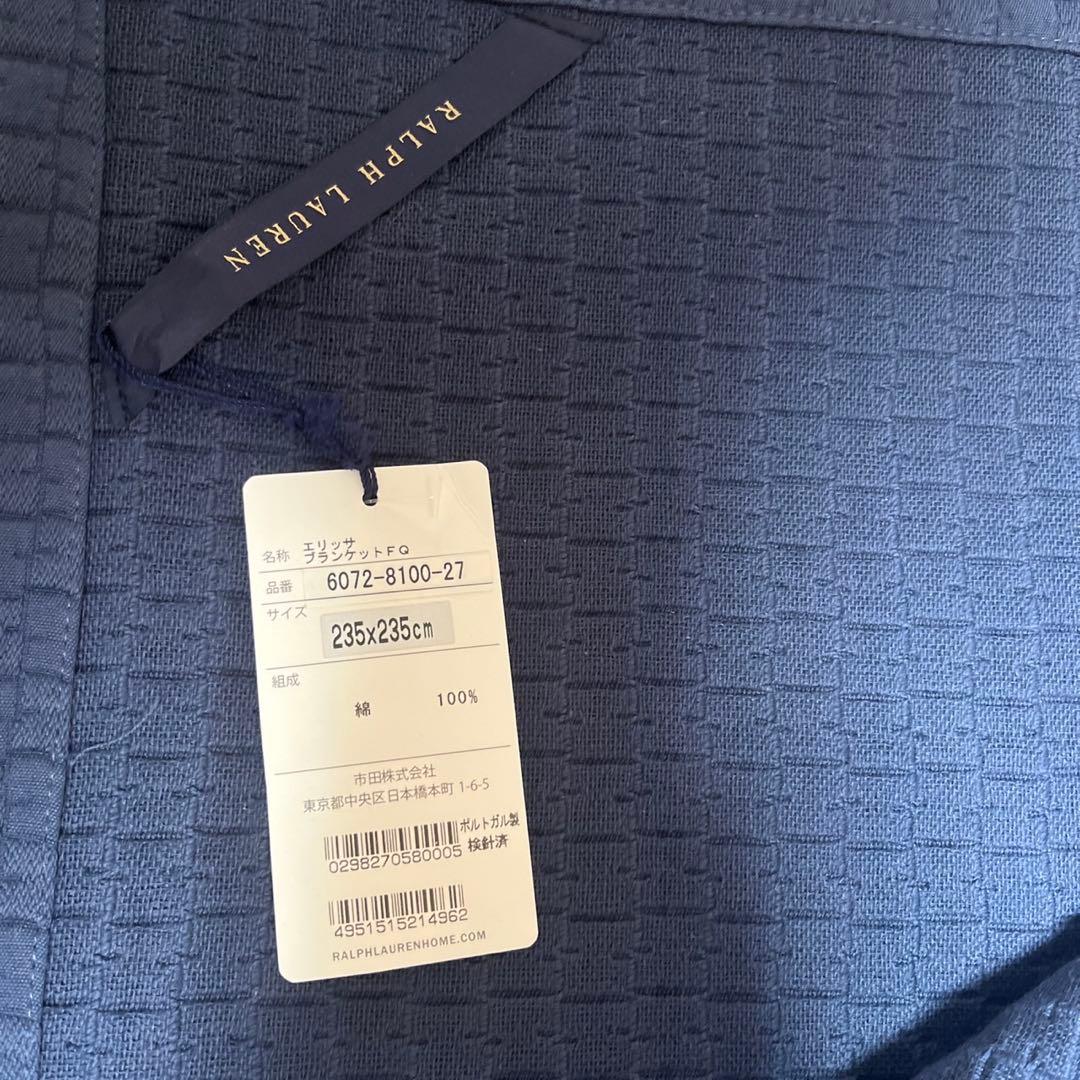 RALPH LAUREN
名称 エリッサ
ブランケットFQ
品番 6072-8100-27
サイズ
235x235cm
組成
綿 100%
市田株式会社
東京都中央区日本橋本町 1-6-5
ポルトガル製
0298270580005 検針済
4951515214962
RALPHLAURENHOME.COM